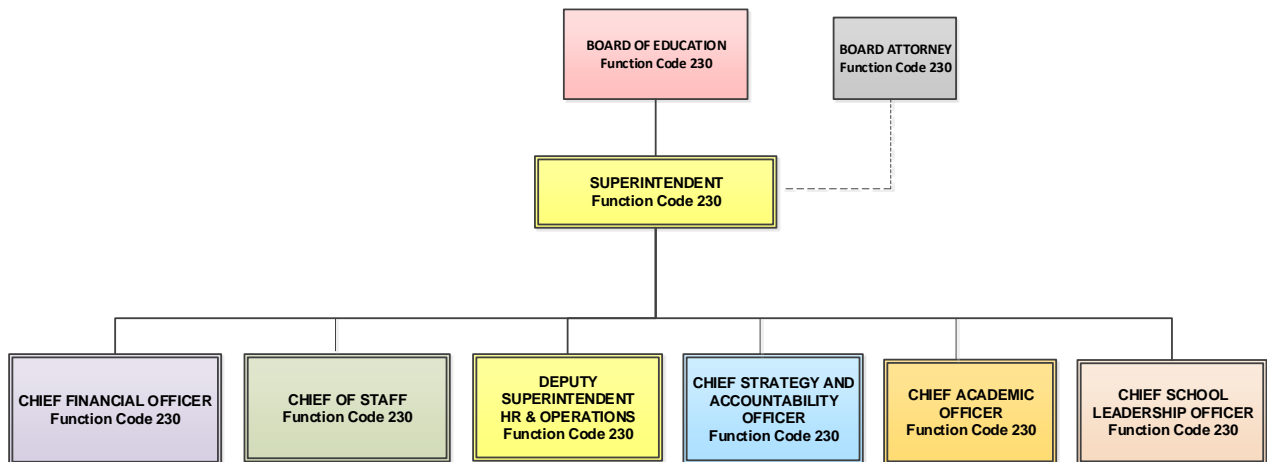 BOARD OF EDUCATION
Function Code 230
BOARD ATTORNEY
Function Code 230
SUPERINTENDENT
Function Code 230
CHIEF FINANCIAL OFFICER
Function Code 230
CHIEF OF STAFF
Function Code 230
DEPUTY
SUPERINTENDENT
HR & OPERATIONS
Function Code 230
CHIEF STRATEGY AND
ACCOUNTABILITY
OFFICER
Function Code 230
CHIEF ACADEMIC
OFFICER
Function Code 230
CHIEF SCHOOL
LEADERSHIP OFFICER
Function Code 230